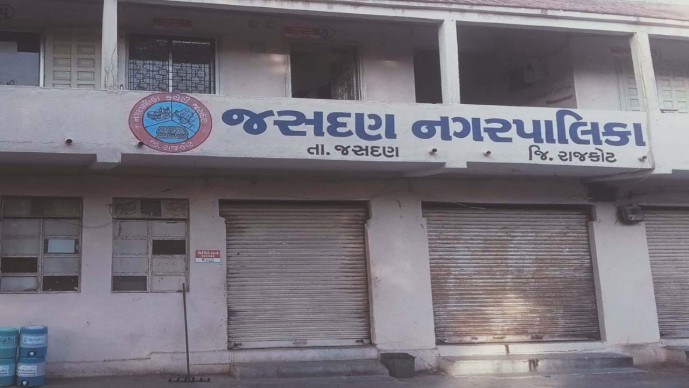 જસદણ નગરપાલિકા
તા. જસદણ
જિ. રાજકોટ